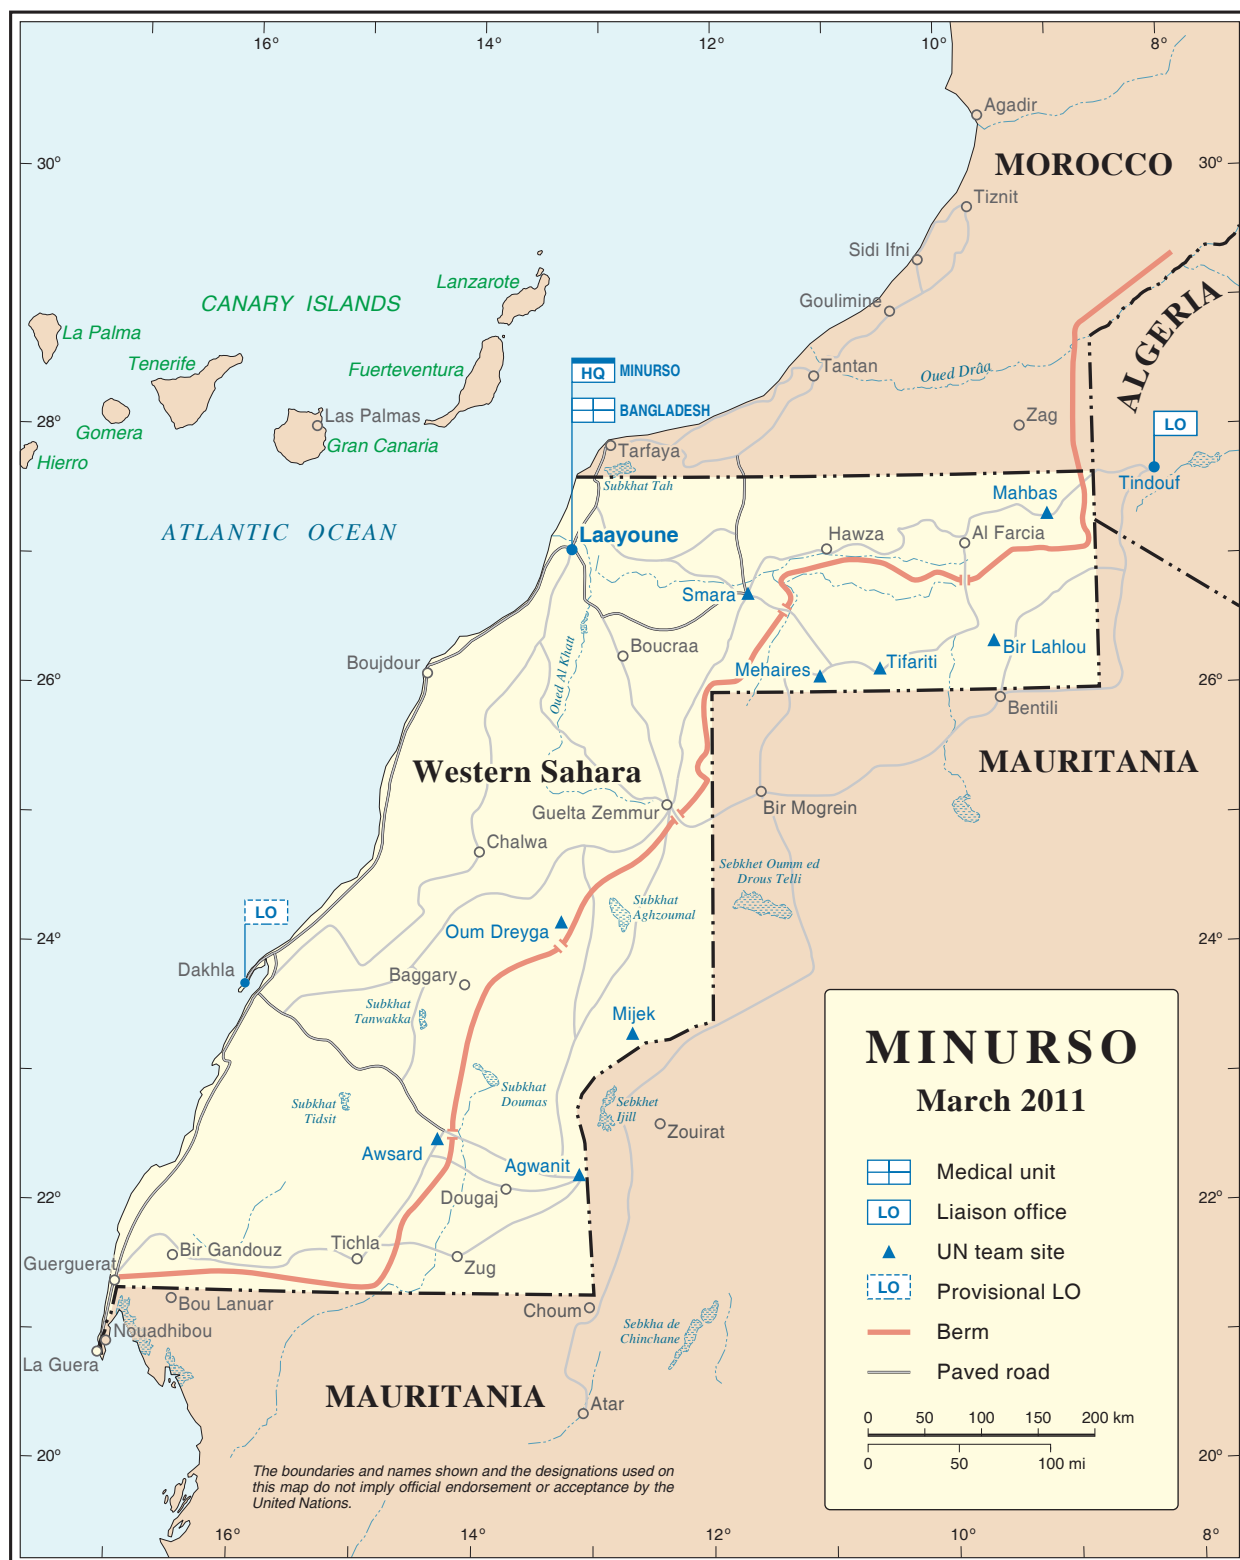 16°
14°
12°
10°
8°
Agadir
30°
MOROCCO
30°
Tiznit
Sidi Ifni
Lanzarote
CANARY ISLANDS
Goulimine
ALGERIA
La Palma
Tenerife
Fuerteventura
HQ MINURSO
Tantan
Oued Drâa
BANGLADESH
Las Palmas
Zag
LO
28°
28°
Gomera
Gran Canaria
Hierro
Tarfaya
Subkhat Tah
Tindouf
Mahbas
ATLANTIC OCEAN
Laayoune
Hawza
Al Farcia
Smara
Boucraa
Bir Lahlou
Boujdour
Oued Al Khatt
Mehaires
Tifariti
26°
26°
Bentili
Western Sahara
MAURITANIA
Guelta Zemmur
Bir Mogrein
Chalwa
Sebkhet Oumm ed
Drous Telli
LO
Subkhat
Aghzoumal
Oum Dreyga
24°
24°
Dakhla
Baggary
Subkhat
Tanwakka
Mijek
MINURSO
March 2011
Subkhat
Doumas
Subkhat
Tidsit
Sebkhet
Ijill
Zouirat
Awsard
Agwanit
Medical unit
Dougaj
22°
22°
LO Liaison office
Tichla
Bir Gandouz
UN team site
Guerguerat
Zug
LO Provisional LO
Bou Lanuar
Choum
Nouadhibou
Sebkha de
Chinchane
Berm
La Guera
Paved road
MAURITANIA
Atar
0 50 100 150 200 km
0 50 100 mi
20°
20°
The boundaries and names shown and the designations used on
this map do not imply official endorsement or acceptance by the
United Nations.
16°
14°
12°
10°
8°